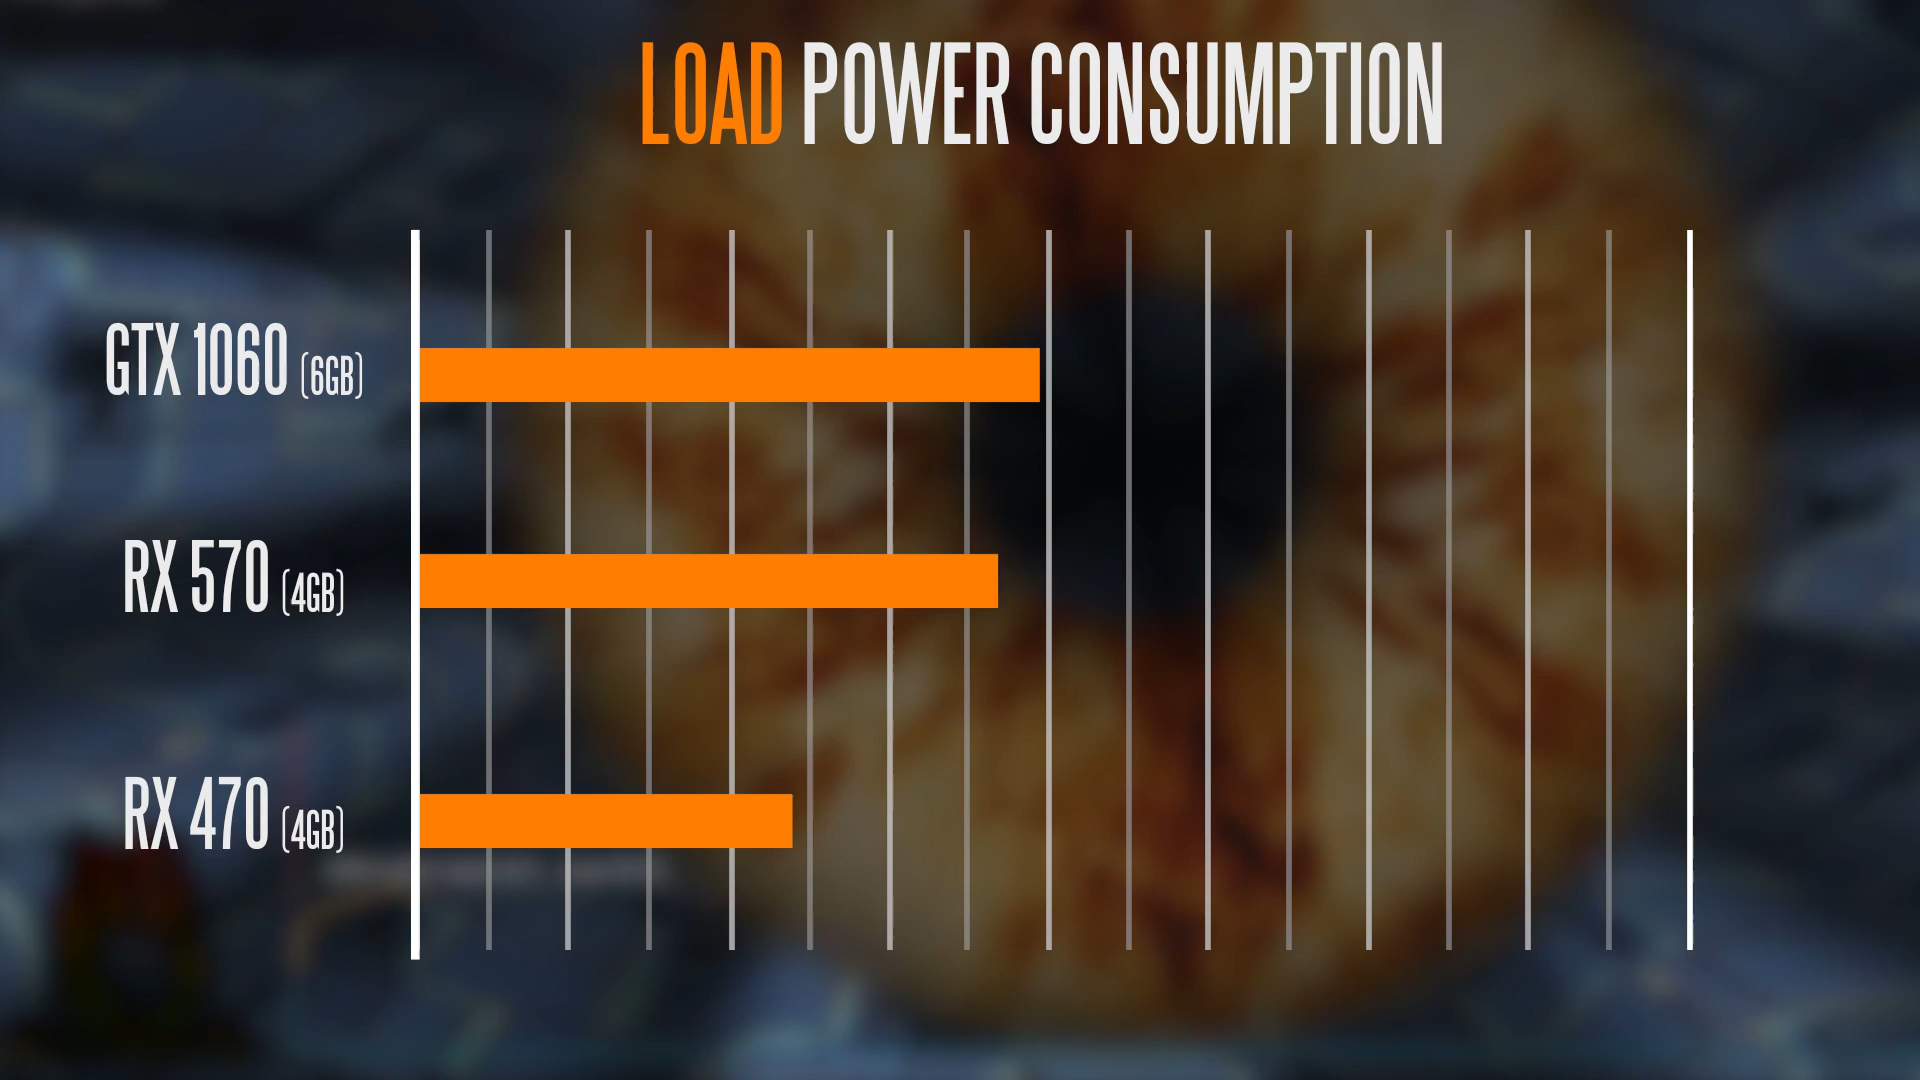 LOAD POWER CONSUMPTION
GTX 1060 (6GB)
RX 570 (4GB)
RX 470 (4GB)